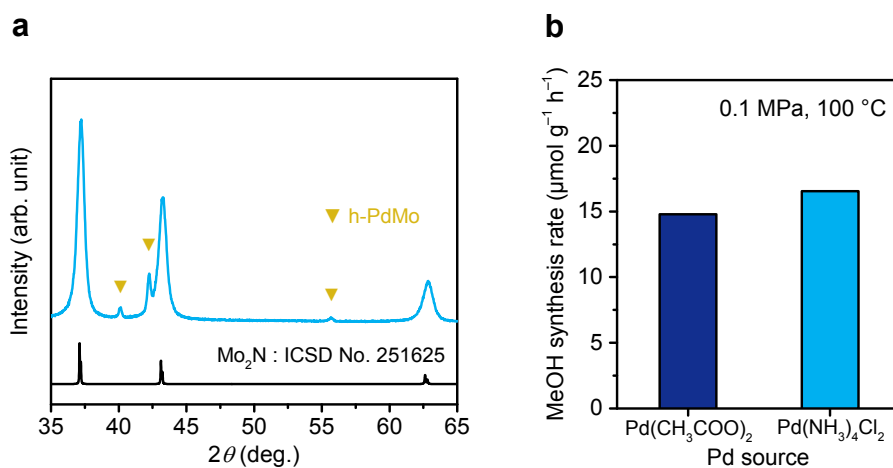 a
Intensity (arb. unit)
h-PdMo
Mo₂N : ICSD No. 251625
35 40 45 50 55 60 65
2θ (deg.)
b
MeOH synthesis rate (μmol g⁻¹ h⁻¹)
25
20
15
10
5
0
0.1 MPa, 100 °C
Pd(CH₃COO)₂ Pd(NH₃)₄Cl₂
Pd source